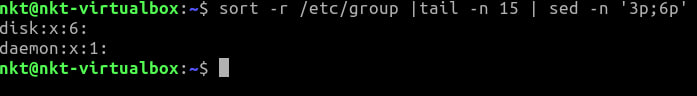 nkt@nkt-virtualbox:~$ sort -r /etc/group |tail -n 15 | sed -n '3p;6p'
disk:x:6:
daemon:x:1:
nkt@nkt-virtualbox:~$